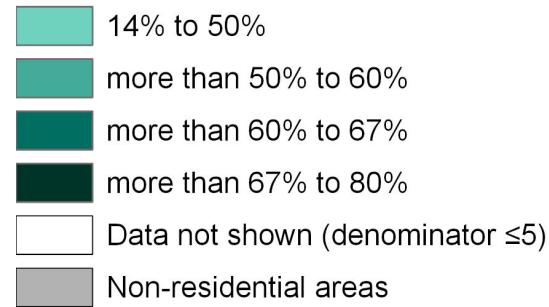 14% to 50%
more than 50% to 60%
more than 60% to 67%
more than 67% to 80%
Data not shown (denominator ≤5)
Non-residential areas